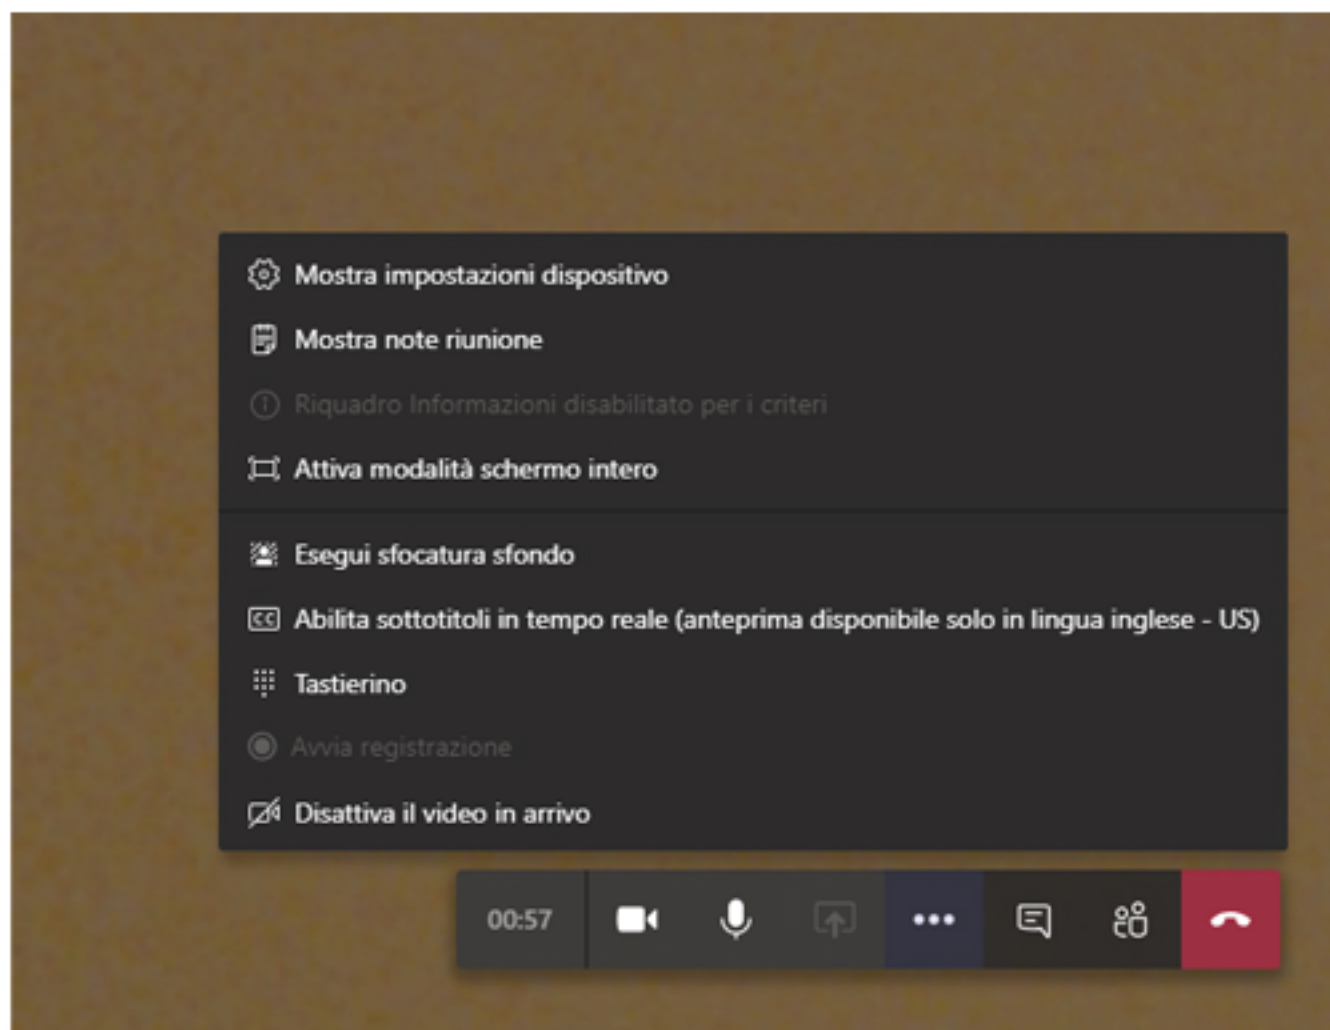 Mostra impostazioni dispositivo
Mostra note riunione
Riquadro Informazioni disabilitato per i criteri
Attiva modalità schermo intero
Esegui sfocatura sfondo
CC Abilita sottotitoli in tempo reale (anteprima disponibile solo in lingua inglese - US)
Tastierino
Avvia registrazione
Disattiva il video in arrivo
00:57